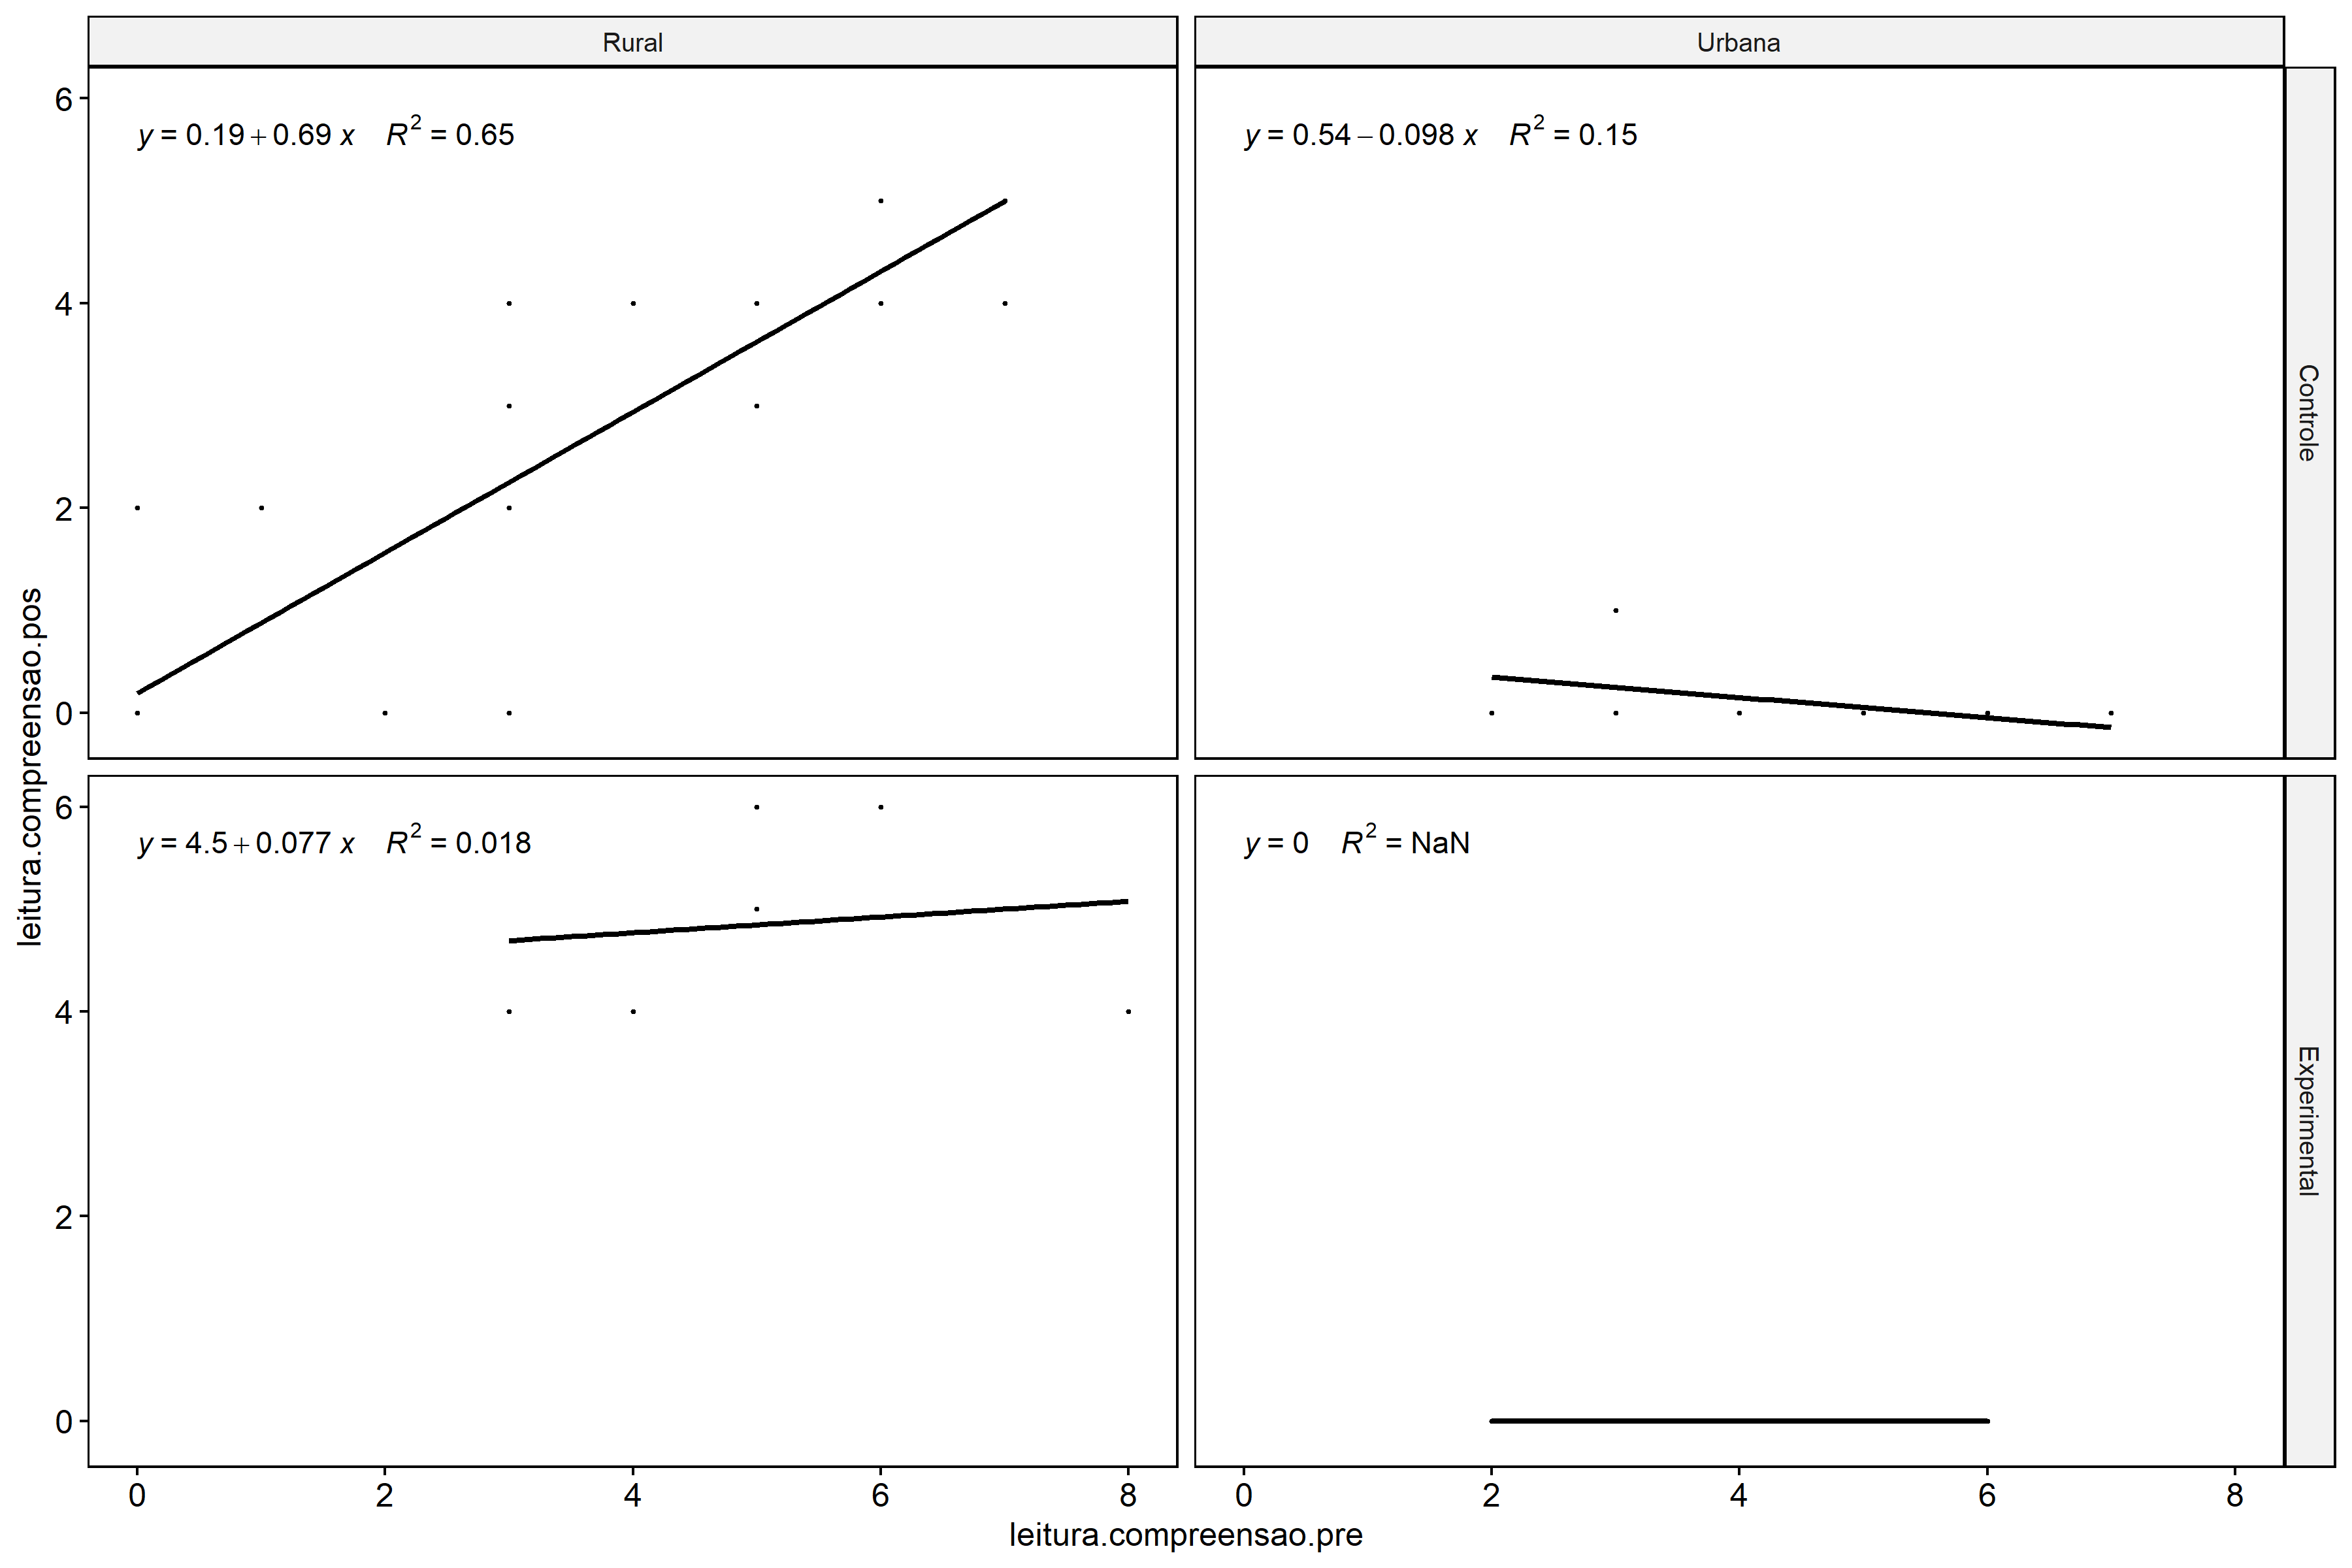 Rural
Urbana
6
4
2
0
y = 0.19 + 0.69 x R² = 0.65
y = 0.54 − 0.098 x R² = 0.15
Controle
leitura.compreensao.pos
6
4
2
0
y = 4.5 + 0.077 x R² = 0.018
y = 0 R² = NaN
Experimental
0 2 4 6 8
0 2 4 6 8
leitura.compreensao.pre